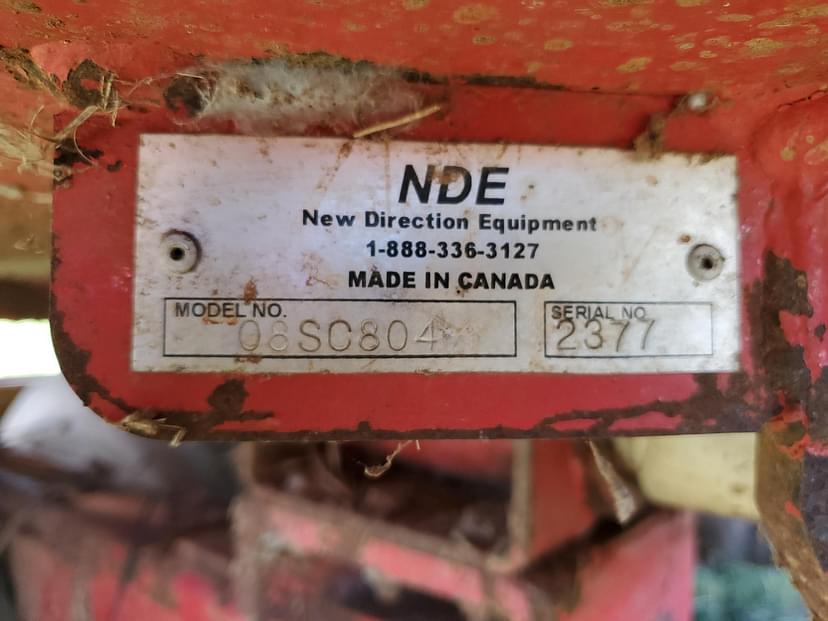 NDE
New Direction Equipment
1-888-336-3127
MADE IN CANADA
MODEL NO. SERIAL NO.
08SC804 2377